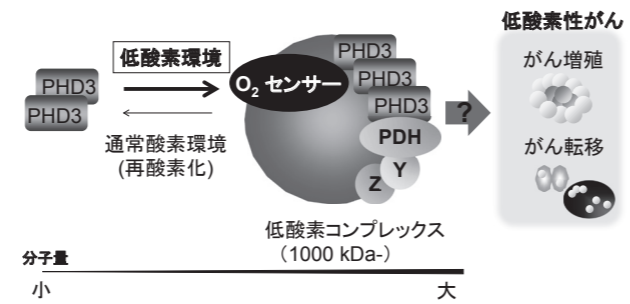 低酸素性がん
がん増殖
がん転移
低酸素環境
PHD3
PHD3
通常酸素環境
(再酸素化)
O2 センサー
PHD3
PHD3
PHD3
PDH
Y
Z
?
低酸素コンプレックス
(1000 kDa-)
分子量
小
大